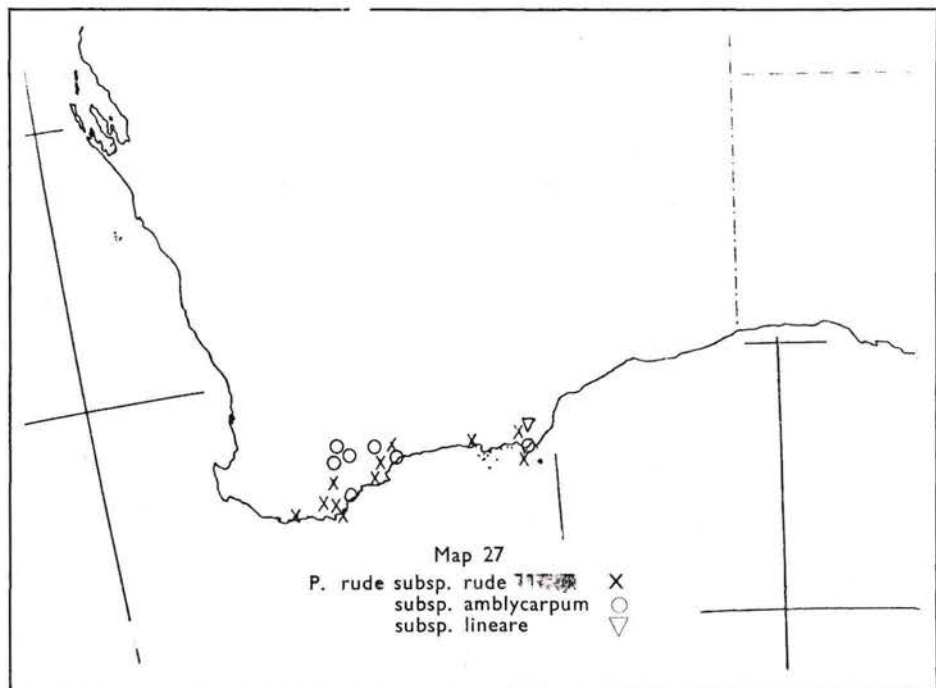 Map 27
P. rude subsp. rude X
subsp. amblycarpum ○
subsp. lineare ▽